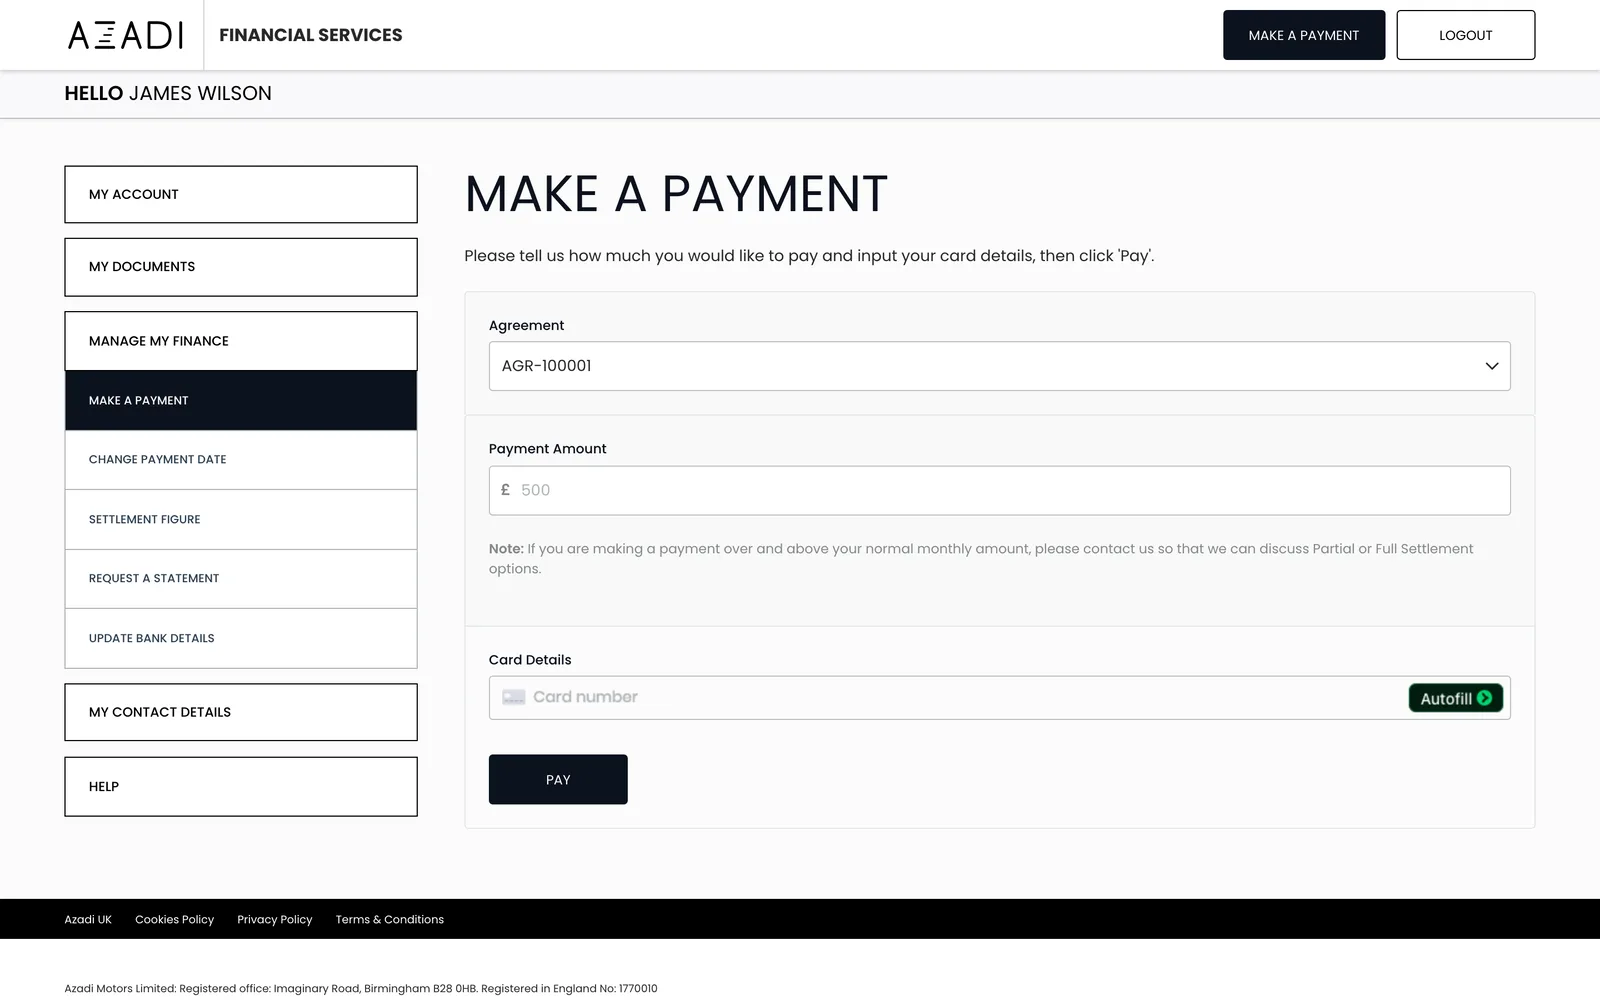 AZADI
FINANCIAL SERVICES
MAKE A PAYMENT
LOGOUT
HELLO JAMES WILSON
MY ACCOUNT
MY DOCUMENTS
MANAGE MY FINANCE
MAKE A PAYMENT
CHANGE PAYMENT DATE
SETTLEMENT FIGURE
REQUEST A STATEMENT
UPDATE BANK DETAILS
MY CONTACT DETAILS
HELP
MAKE A PAYMENT
Please tell us how much you would like to pay and input your card details, then click 'Pay'.
Agreement
AGR-100001
Payment Amount
£ 500
Note: If you are making a payment over and above your normal monthly amount, please contact us so that we can discuss Partial or Full Settlement
options.
Card Details
Card number
Autofill
PAY
Azadi UK Cookies Policy Privacy Policy Terms & Conditions
Azadi Motors Limited: Registered office: Imaginary Road, Birmingham B28 0HB. Registered in England No: 1770010